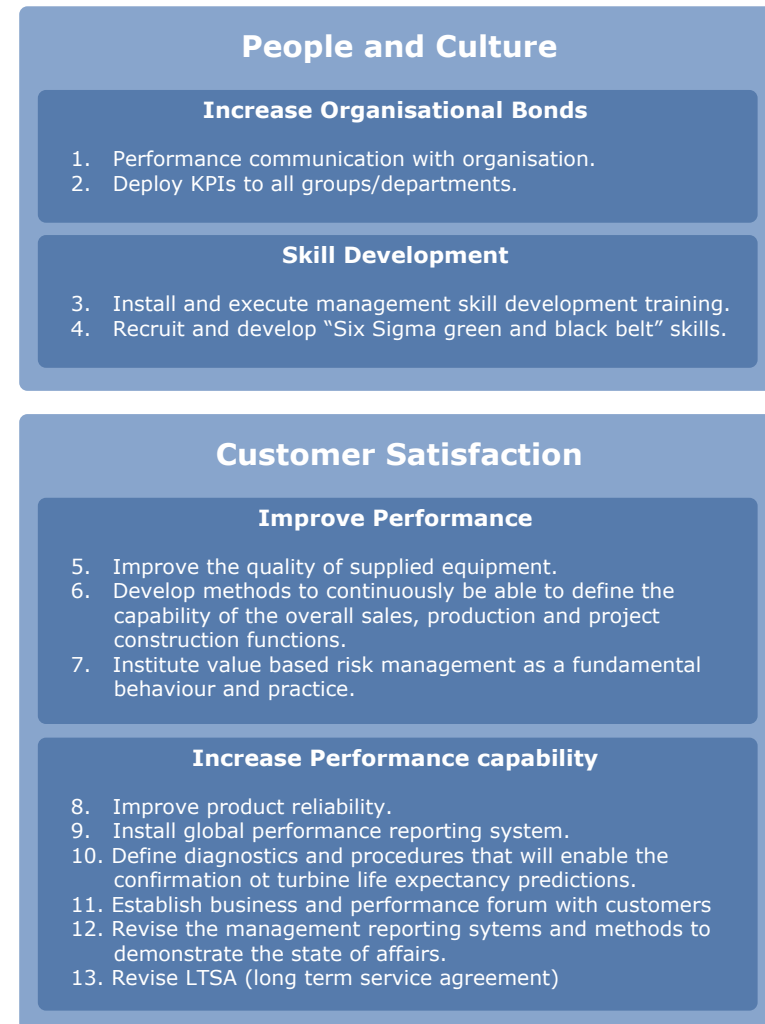 People and Culture
Increase Organisational Bonds
1. Performance communication with organisation.
2. Deploy KPIs to all groups/departments.
Skill Development
3. Install and execute management skill development training.
4. Recruit and develop “Six Sigma green and black belt” skills.
Customer Satisfaction
Improve Performance
5. Improve the quality of supplied equipment.
6. Develop methods to continuously be able to define the
capability of the overall sales, production and project
construction functions.
7. Institute value based risk management as a fundamental
behaviour and practice.
Increase Performance capability
8. Improve product reliability.
9. Install global performance reporting system.
10. Define diagnostics and procedures that will enable the
confirmation ot turbine life expectancy predictions.
11. Establish business and performance forum with customers
12. Revise the management reporting sytems and methods to
demonstrate the state of affairs.
13. Revise LTSA (long term service agreement)